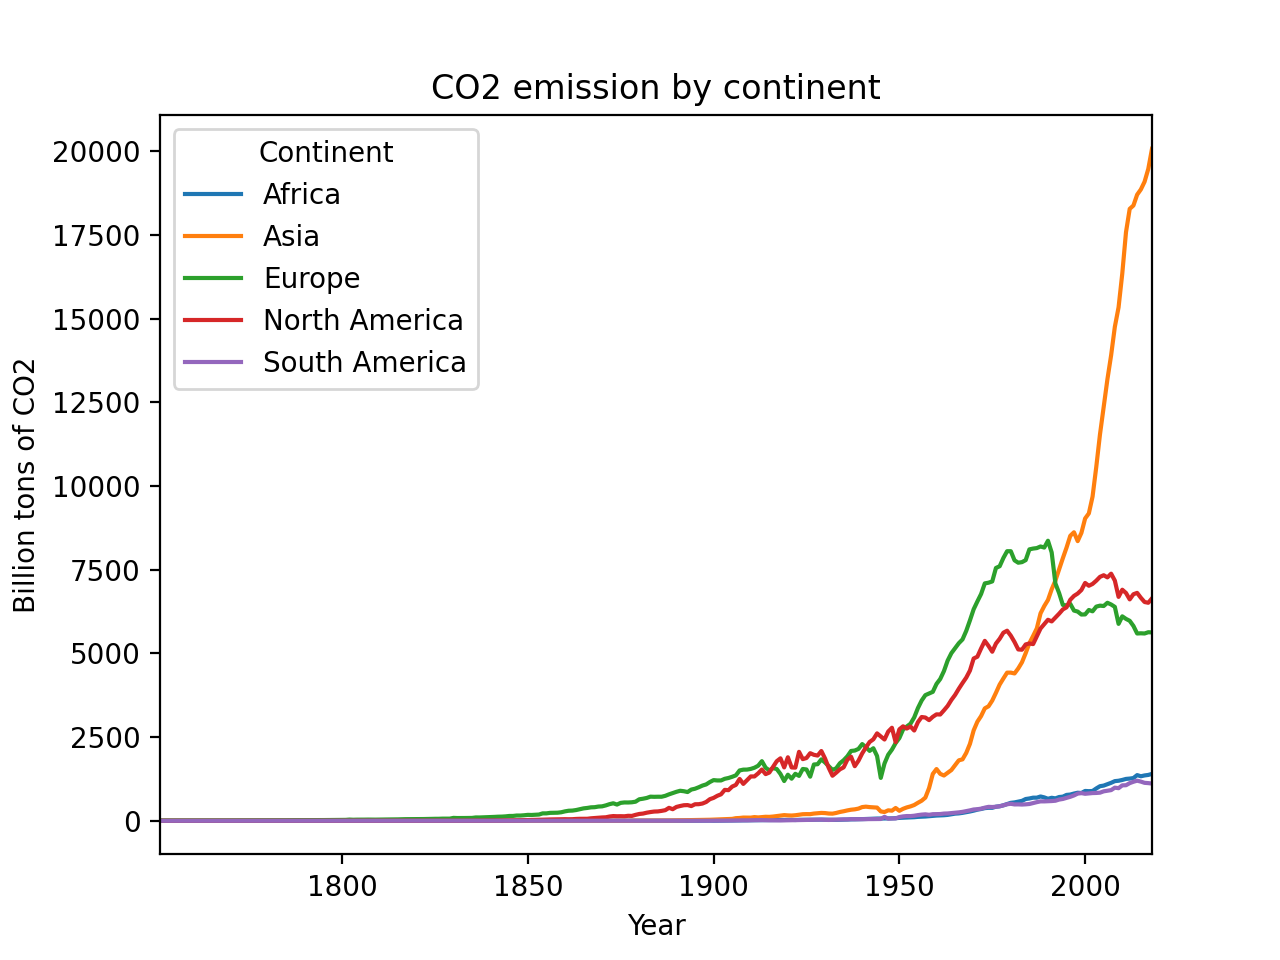 CO2 emission by continent
Continent
Africa
Asia
Europe
North America
South America
20000
17500
15000
12500
10000
7500
5000
2500
0
Billion tons of CO2
1800
1850
1900
1950
2000
Year